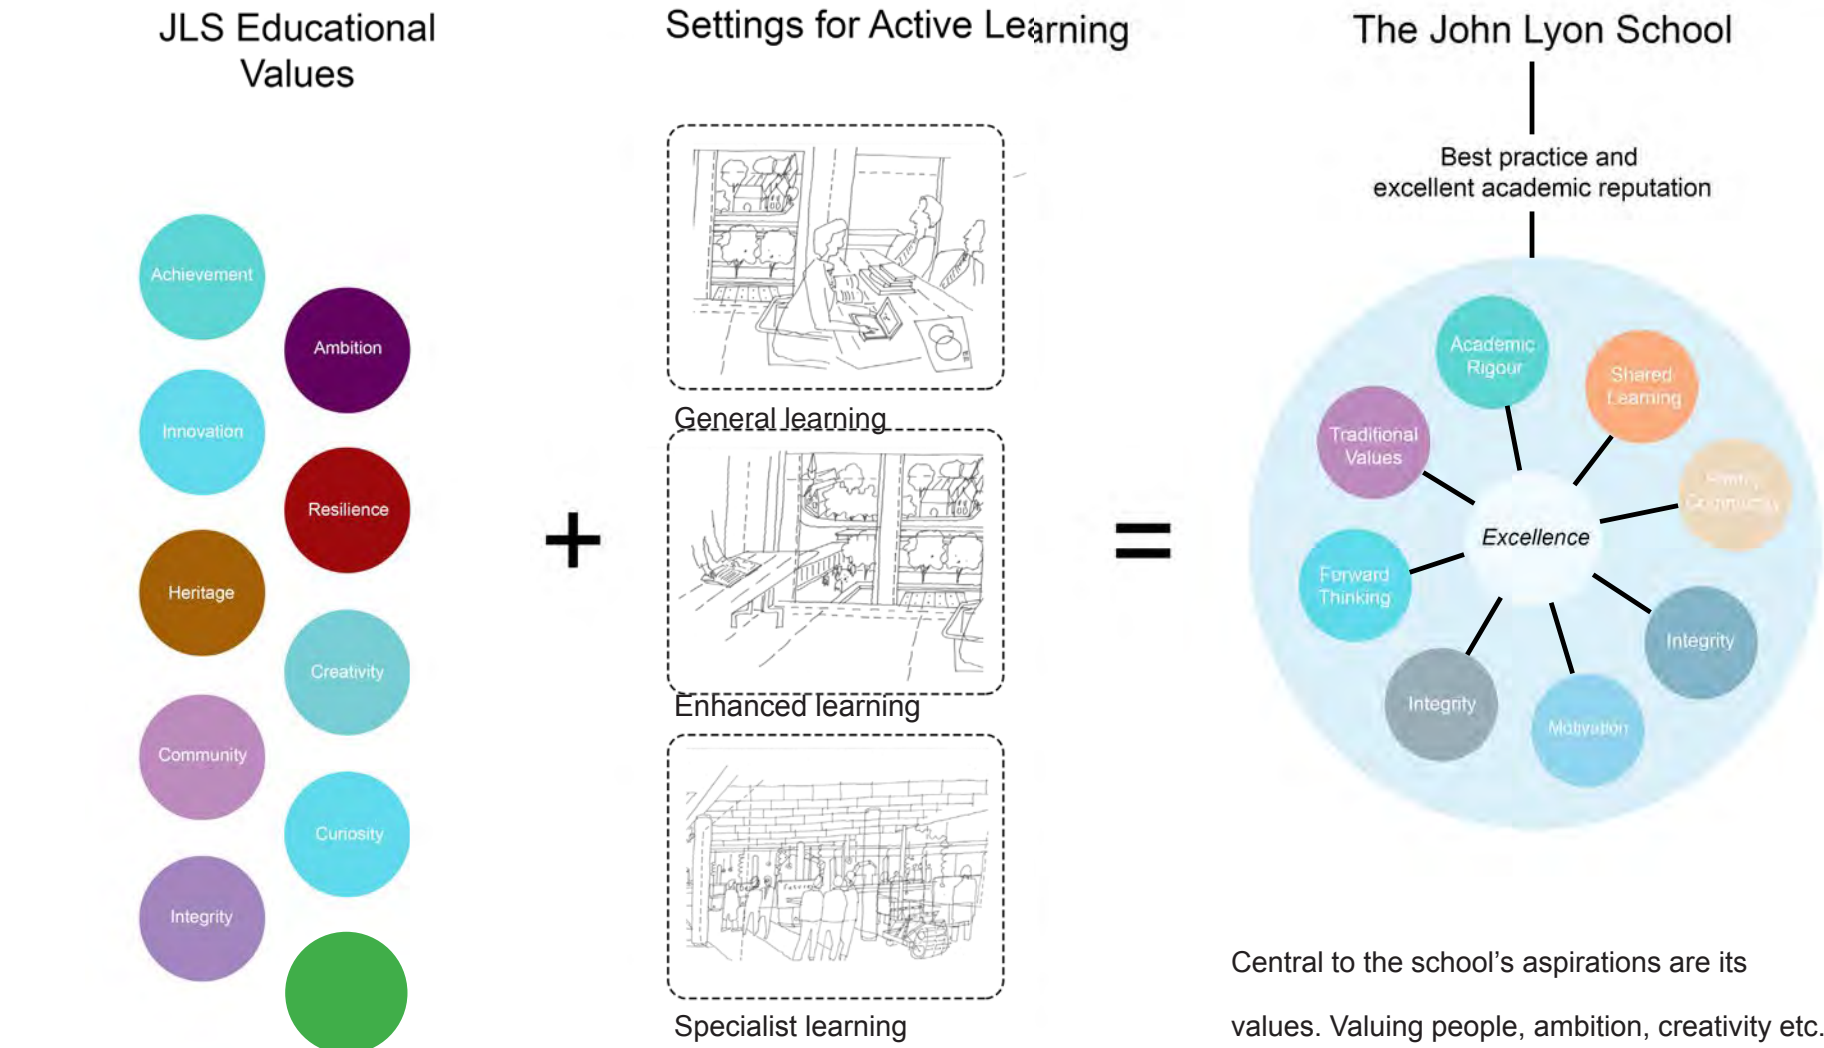 JLS Educational
Values
Achievement
Ambition
Innovation
Resilience
Heritage
Creativity
Community
Curiosity
Integrity
+
Settings for Active Learning
General learning
Enhanced learning
Specialist learning
=
The John Lyon School
Best practice and
excellent academic reputation
Academic
Rigour
Shared
Learning
Traditional
Values
Community
Excellence
Forward
Thinking
Integrity
Integrity
Motivation
Central to the school’s aspirations are its
values. Valuing people, ambition, creativity etc.